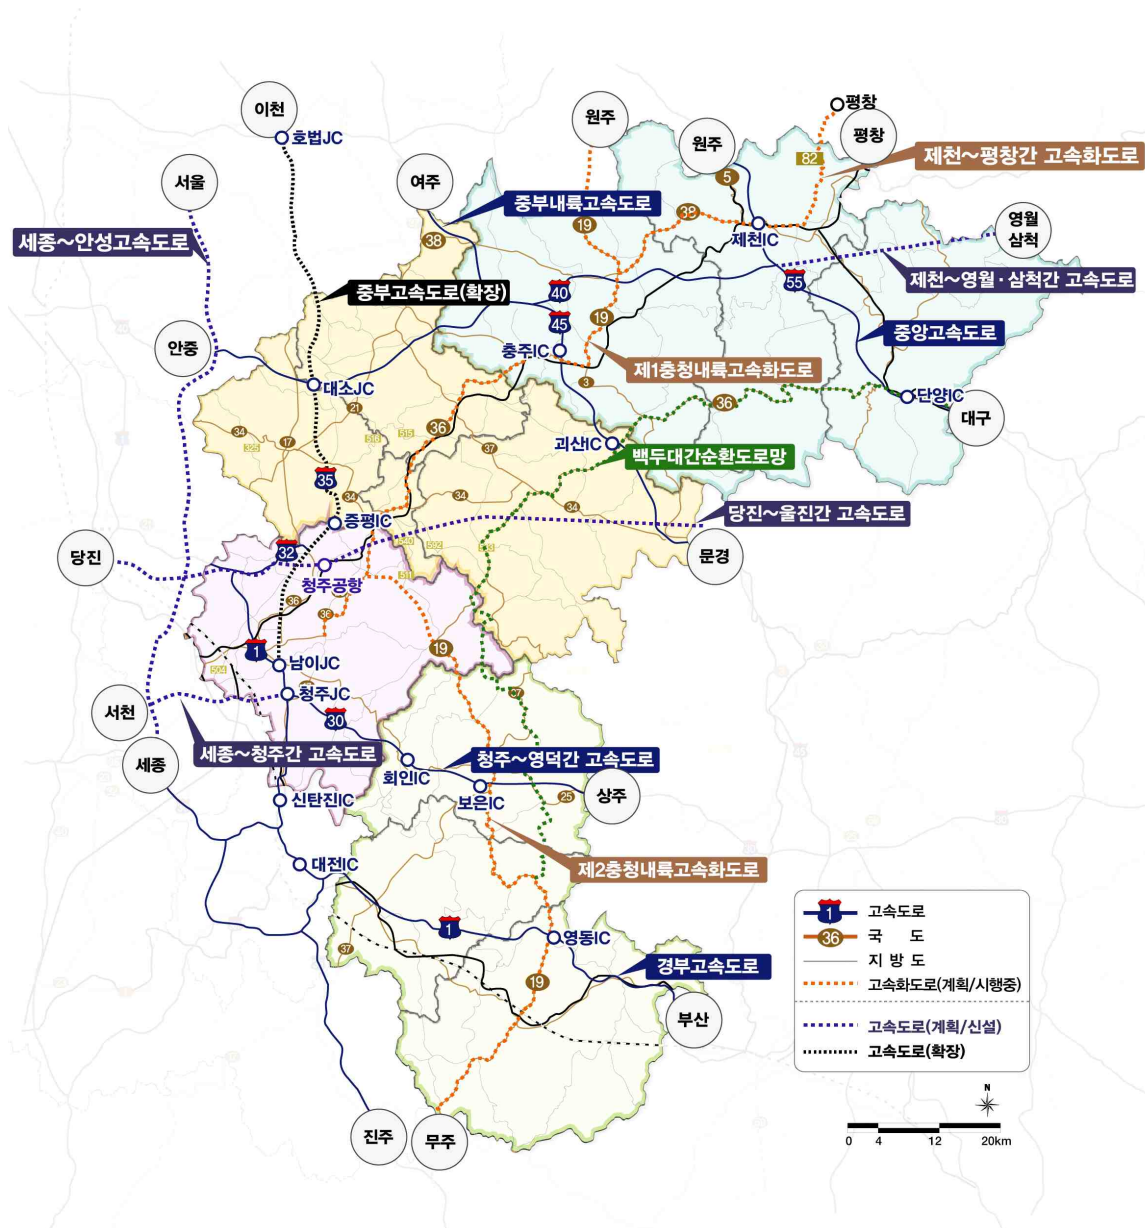 이천
호법JC
원주
원주
평창
평창
제천~평창간 고속화도로
82
5
서울
여주
중부내륙고속도로
19
38
제천IC
영월
삼척
세종~안성고속도로
38
제천~영월·삼척간 고속도로
중부고속도로(확장)
40
55
45
19
중앙고속도로
안중
충주IC
제1충청내륙고속화도로
대소JC
3
36
단양IC
대구
21
36
34
17
325
516
515
37
괴산IC
백두대간순환도로망
35
34
34
34
증평IC
당진~울진간 고속도로
당진
32
540
592
533
문경
청주공항
511
36
36
1
19
504
남이JC
청주JC
37
서천
30
세종~청주간 고속도로
청주~영덕간 고속도로
세종
회인IC
보은IC
25
상주
신탄진IC
대전IC
제2충청내륙고속화도로
1
영동IC
37
19
경부고속도로
부산
진주
무주
1 고속도로
36 국 도
지 방 도
고속화도로(계획/시행중)
고속도로(계획/신설)
고속도로(확장)
N
0 4 12 20km